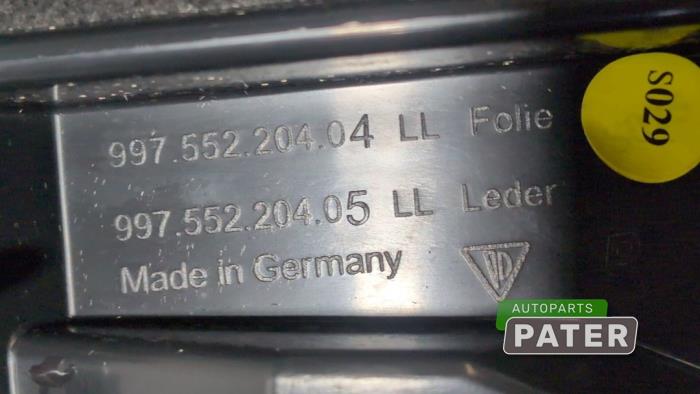 997.552.204.04 LL Folie
997.552.204.05 LL Leder
Made in Germany
S029
AUTOPARTS
PATER